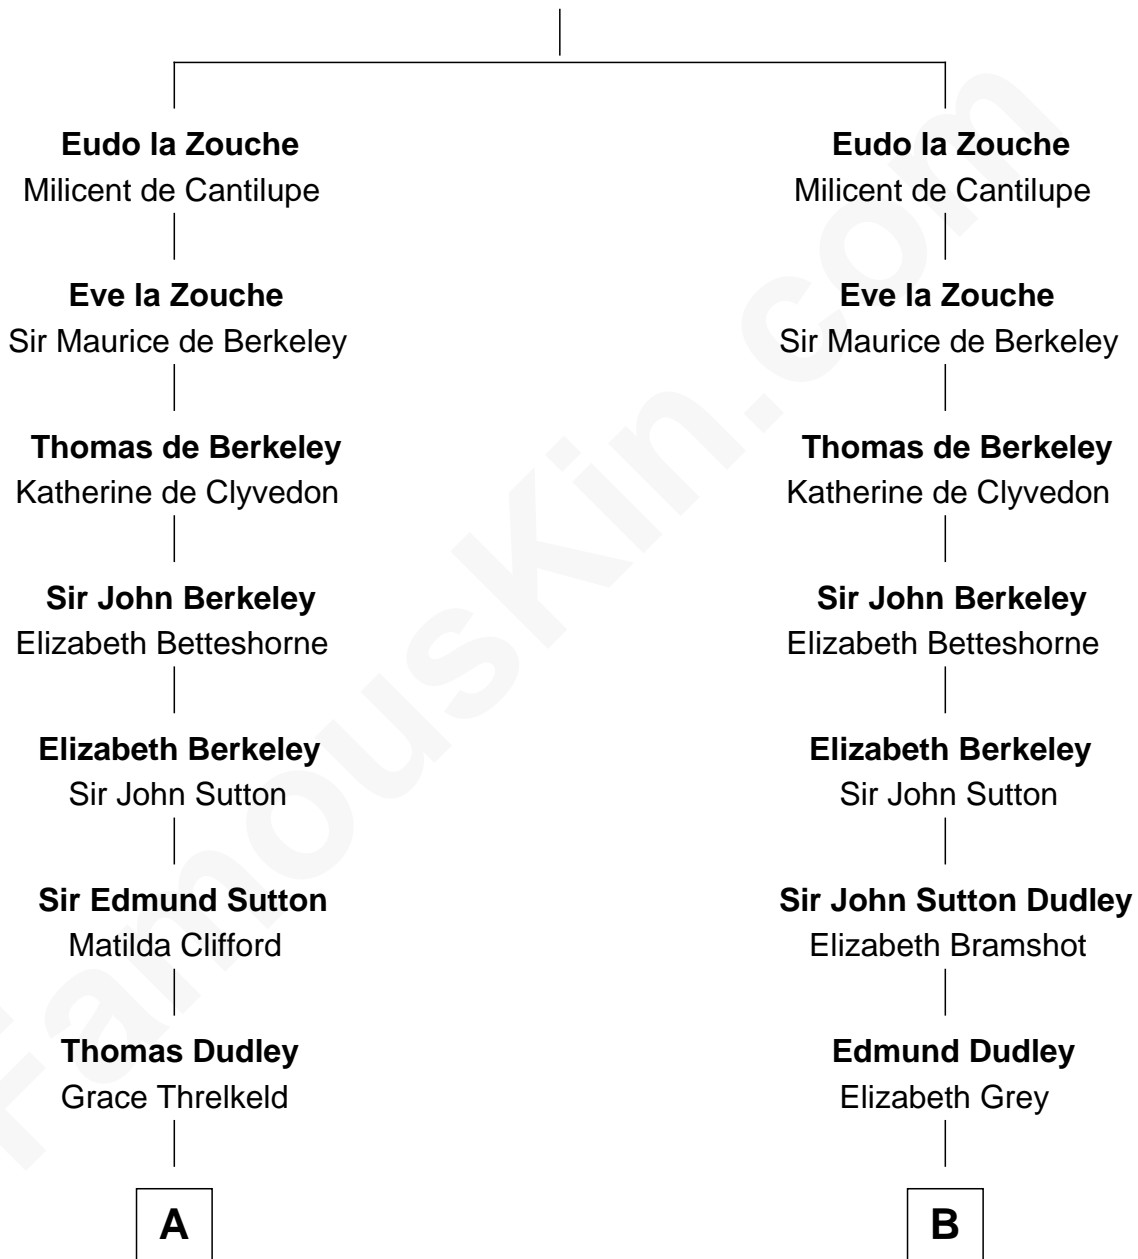 Eudo la Zouche
Milicent de Cantilupe
Eve la Zouche
Sir Maurice de Berkeley
Thomas de Berkeley
Katherine de Clyvedon
Sir John Berkeley
Elizabeth Betteshorne
Elizabeth Berkeley
Sir John Sutton
Sir Edmund Sutton
Matilda Clifford
Thomas Dudley
Grace Threlkeld
A
Eudo la Zouche
Milicent de Cantilupe
Eve la Zouche
Sir Maurice de Berkeley
Thomas de Berkeley
Katherine de Clyvedon
Sir John Berkeley
Elizabeth Betteshorne
Elizabeth Berkeley
Sir John Sutton
Sir John Sutton Dudley
Elizabeth Bramshot
Edmund Dudley
Elizabeth Grey
B
FamousKin.com